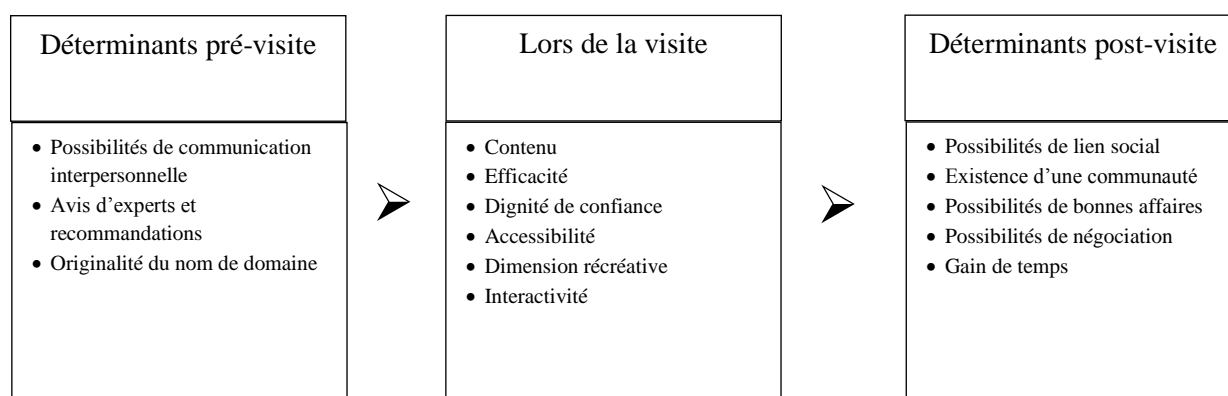 Déterminants pré-visite
• Possibilités de communication
interpersonnelle
• Avis d’experts et
recommandations
• Originalité du nom de domaine
Lors de la visite
• Contenu
• Efficacité
• Dignité de confiance
• Accessibilité
• Dimension récréative
• Interactivité
Déterminants post-visite
• Possibilités de lien social
• Existence d’une communauté
• Possibilités de bonnes affaires
• Possibilités de négociation
• Gain de temps